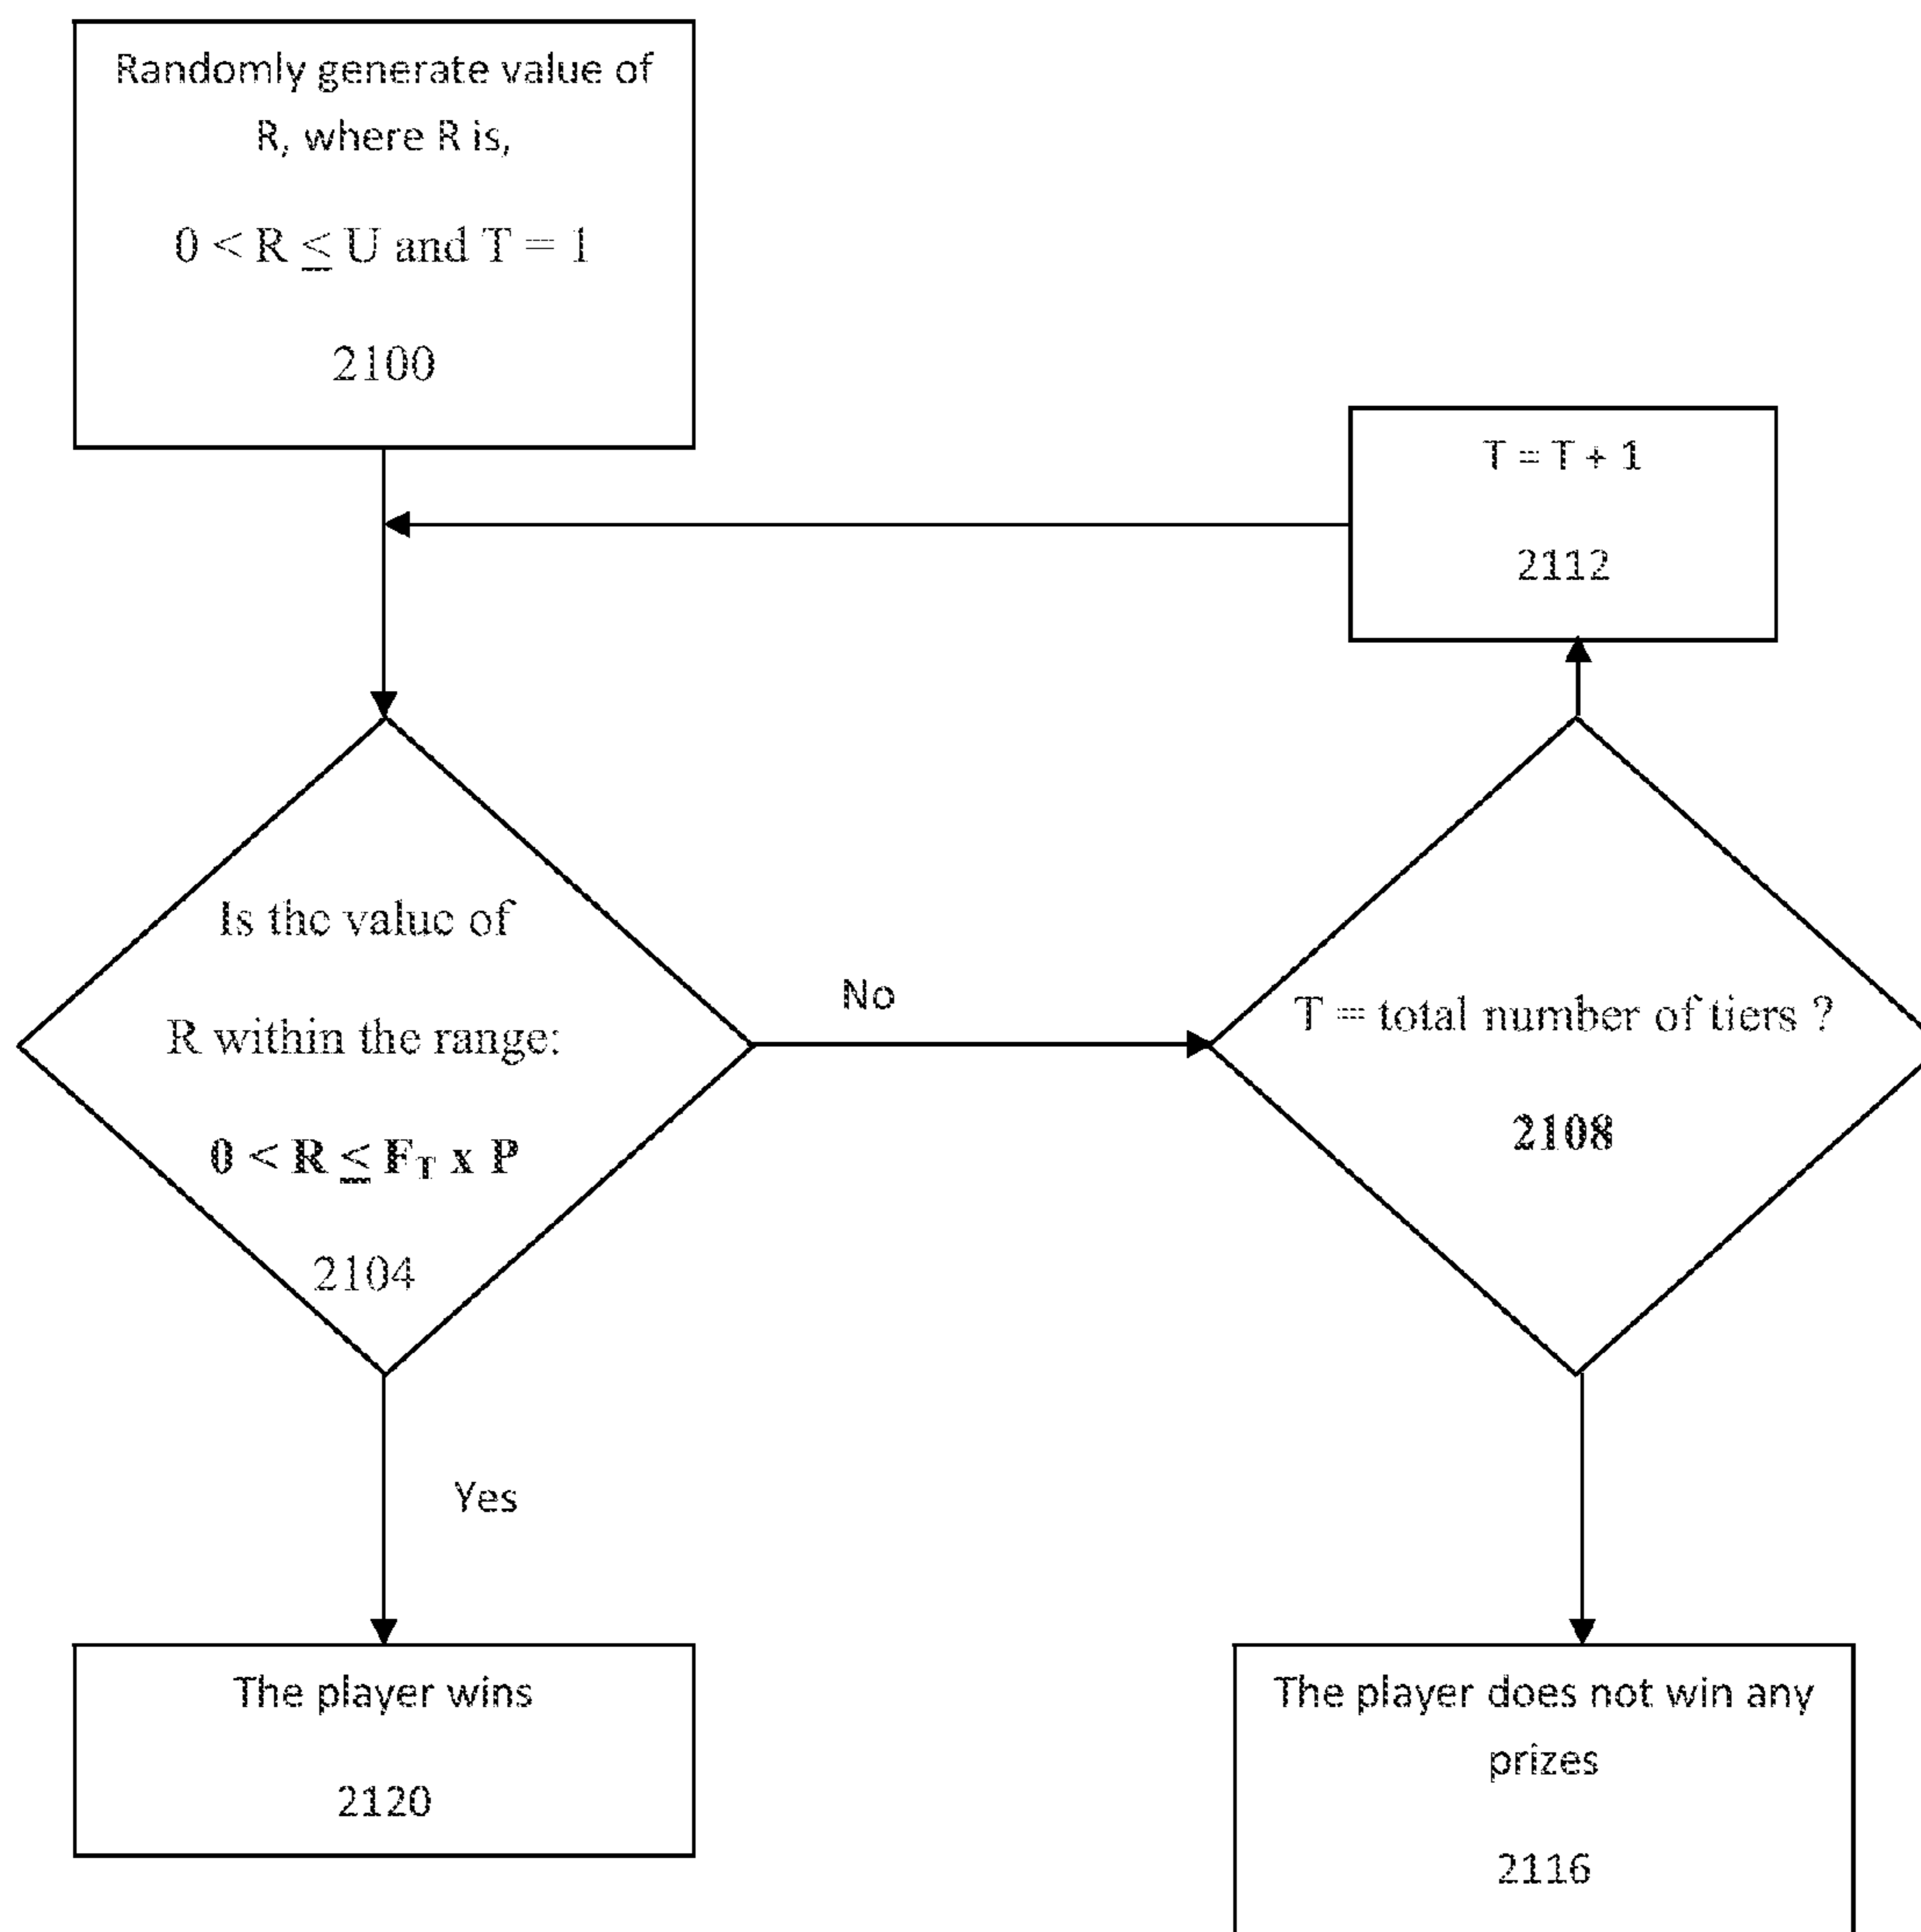 Randomly generate value of
R, where R is,
0 < R ≤ U and T = 1
2100
T = T + 1
2112
Is the value of
R within the range:
0 < R ≤ F_T x P
2104
No
T = total number of tiers ?
2108
Yes
The player wins
2120
The player does not win any
prizes
2116